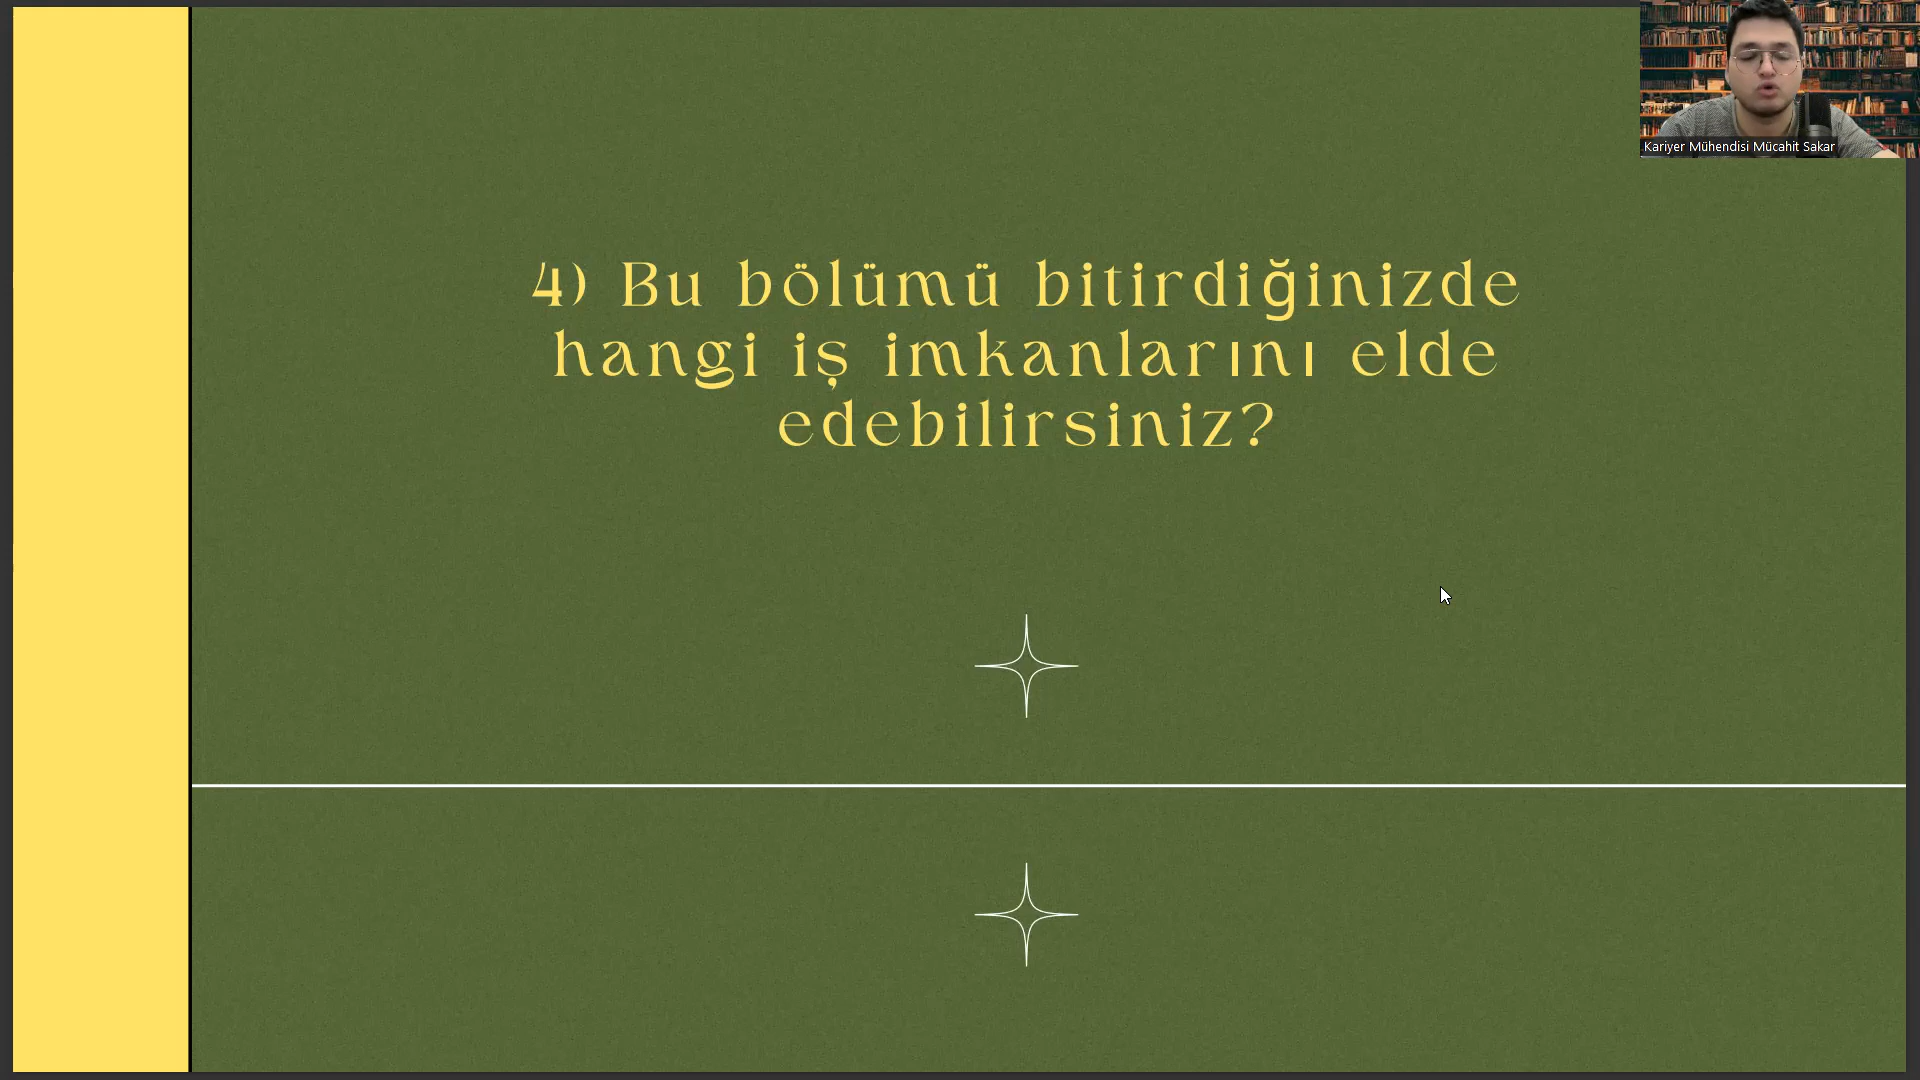 4) Bu bölümü bitirdiğinizde
hangi iş imkanlarını elde
edebilirsiniz?
Kariyer Mühendisi Mücahit Sakar